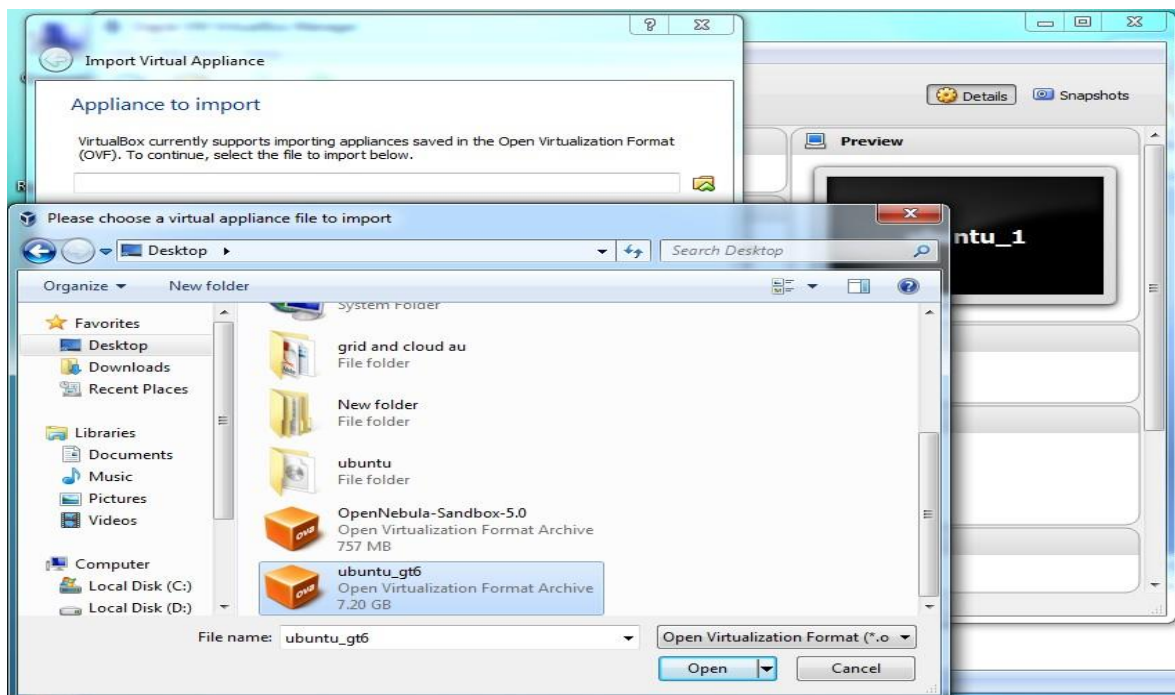 Import Virtual Appliance
Appliance to import
VirtualBox currently supports importing appliances saved in the Open Virtualization Format
(OVF). To continue, select the file to import below.
Details
Snapshots
Preview
ntu_1
Please choose a virtual appliance file to import
Desktop
Search Desktop
Organize
New folder
Favorites
Desktop
Downloads
Recent Places
Libraries
Documents
Music
Pictures
Videos
Computer
Local Disk (C:)
Local Disk (D:)
System Folder
grid and cloud au
File folder
New folder
File folder
ubuntu
File folder
OpenNebula-Sandbox-5.0
Open Virtualization Format Archive
757 MB
ova
ubuntu_gt6
Open Virtualization Format Archive
7.20 GB
ova
File name:
ubuntu_gt6
Open Virtualization Format (*.o
Open
Cancel